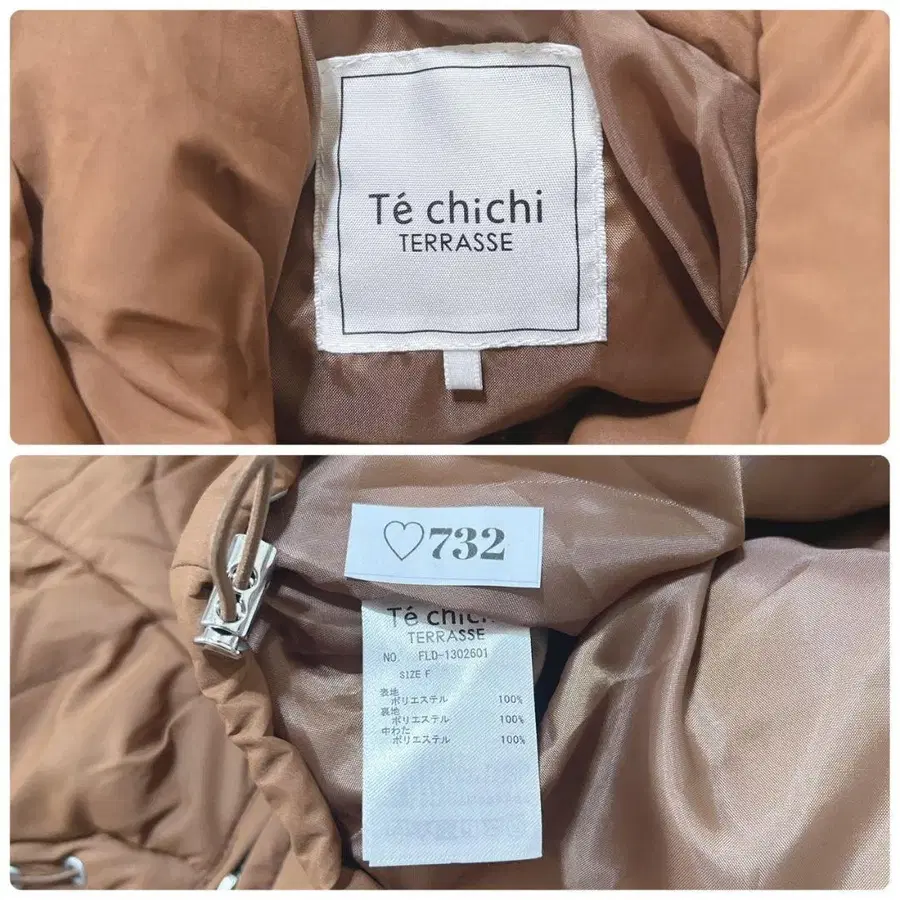 Té chichi
TERRASSE
♡732
Té chic
TERRASSE
NO. FLD-1302601
SIZE F
表地
ポリエステル 100%
裏地
ポリエステル 100%
中わた
ポリエステル 100%